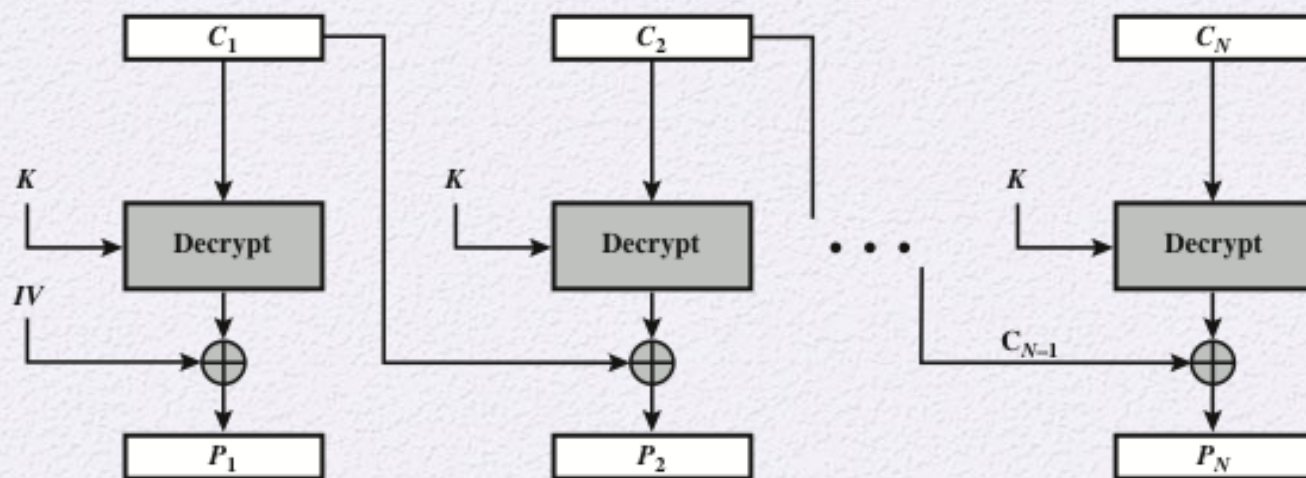 C1 C2 CN
K K K
Decrypt Decrypt • • • Decrypt
IV
CN–1
P1 P2 PN